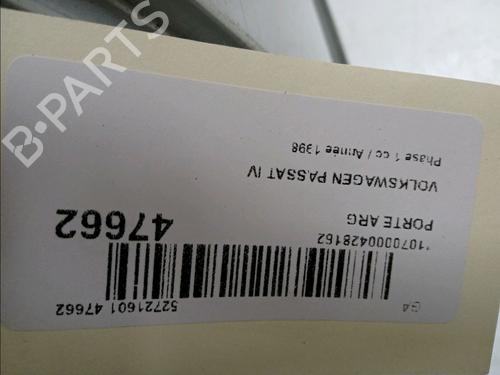 B-PARTS
G4
52721601 47662
*1070000428162
PORTE ARG
47662
VOLKSWAGEN PASSAT IV
Phase 1 cc / Année 1998